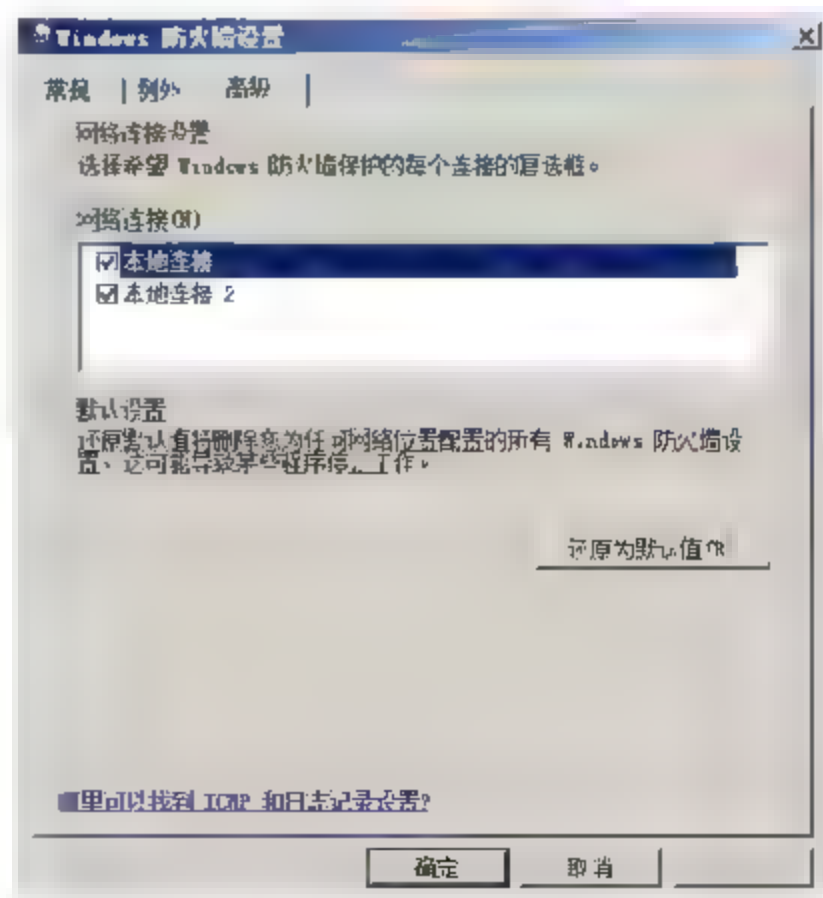 Windows 防火墙设置
常规 例外 高级
网络连接设置
选择希望 Windows 防火墙保护的每个连接的复选框。
网络连接(N)
本地连接
本地连接 2
默认设置
还原默认值将删除您为任何网络位置配置的所有 Windows 防火墙设
置。这可能导致某些程序停止工作。
还原为默认值(R)
哪里可以找到 ICMP 和日志记录设置?
确定 取消